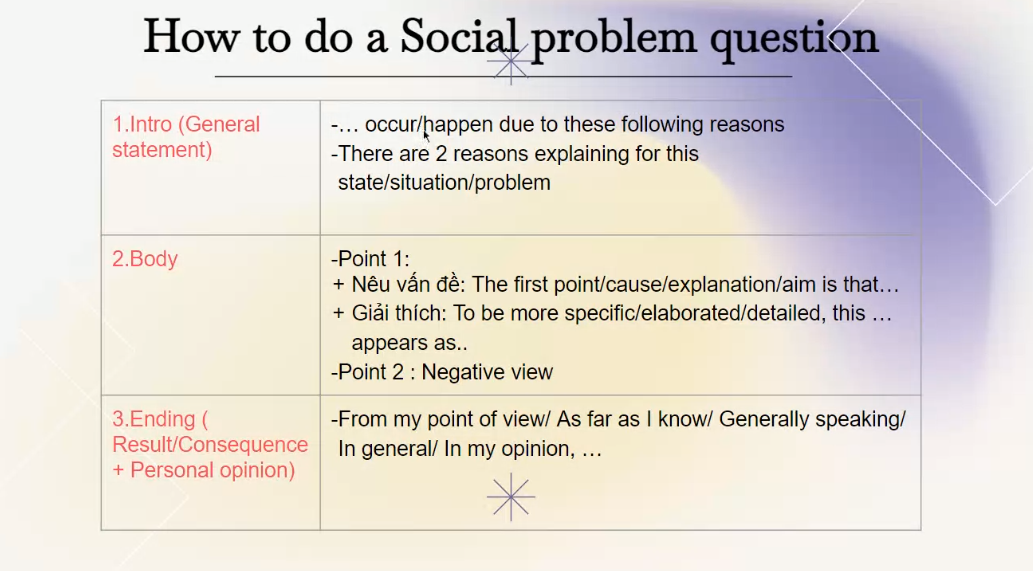 How to do a Social problem question
1.Intro (General
statement)
-… occur/happen due to these following reasons
-There are 2 reasons explaining for this
state/situation/problem
2.Body
-Point 1:
+ Nêu vấn đề: The first point/cause/explanation/aim is that…
+ Giải thích: To be more specific/elaborated/detailed, this …
appears as..
-Point 2 : Negative view
3.Ending (
Result/Consequence
+ Personal opinion)
-From my point of view/ As far as I know/ Generally speaking/
In general/ In my opinion, …